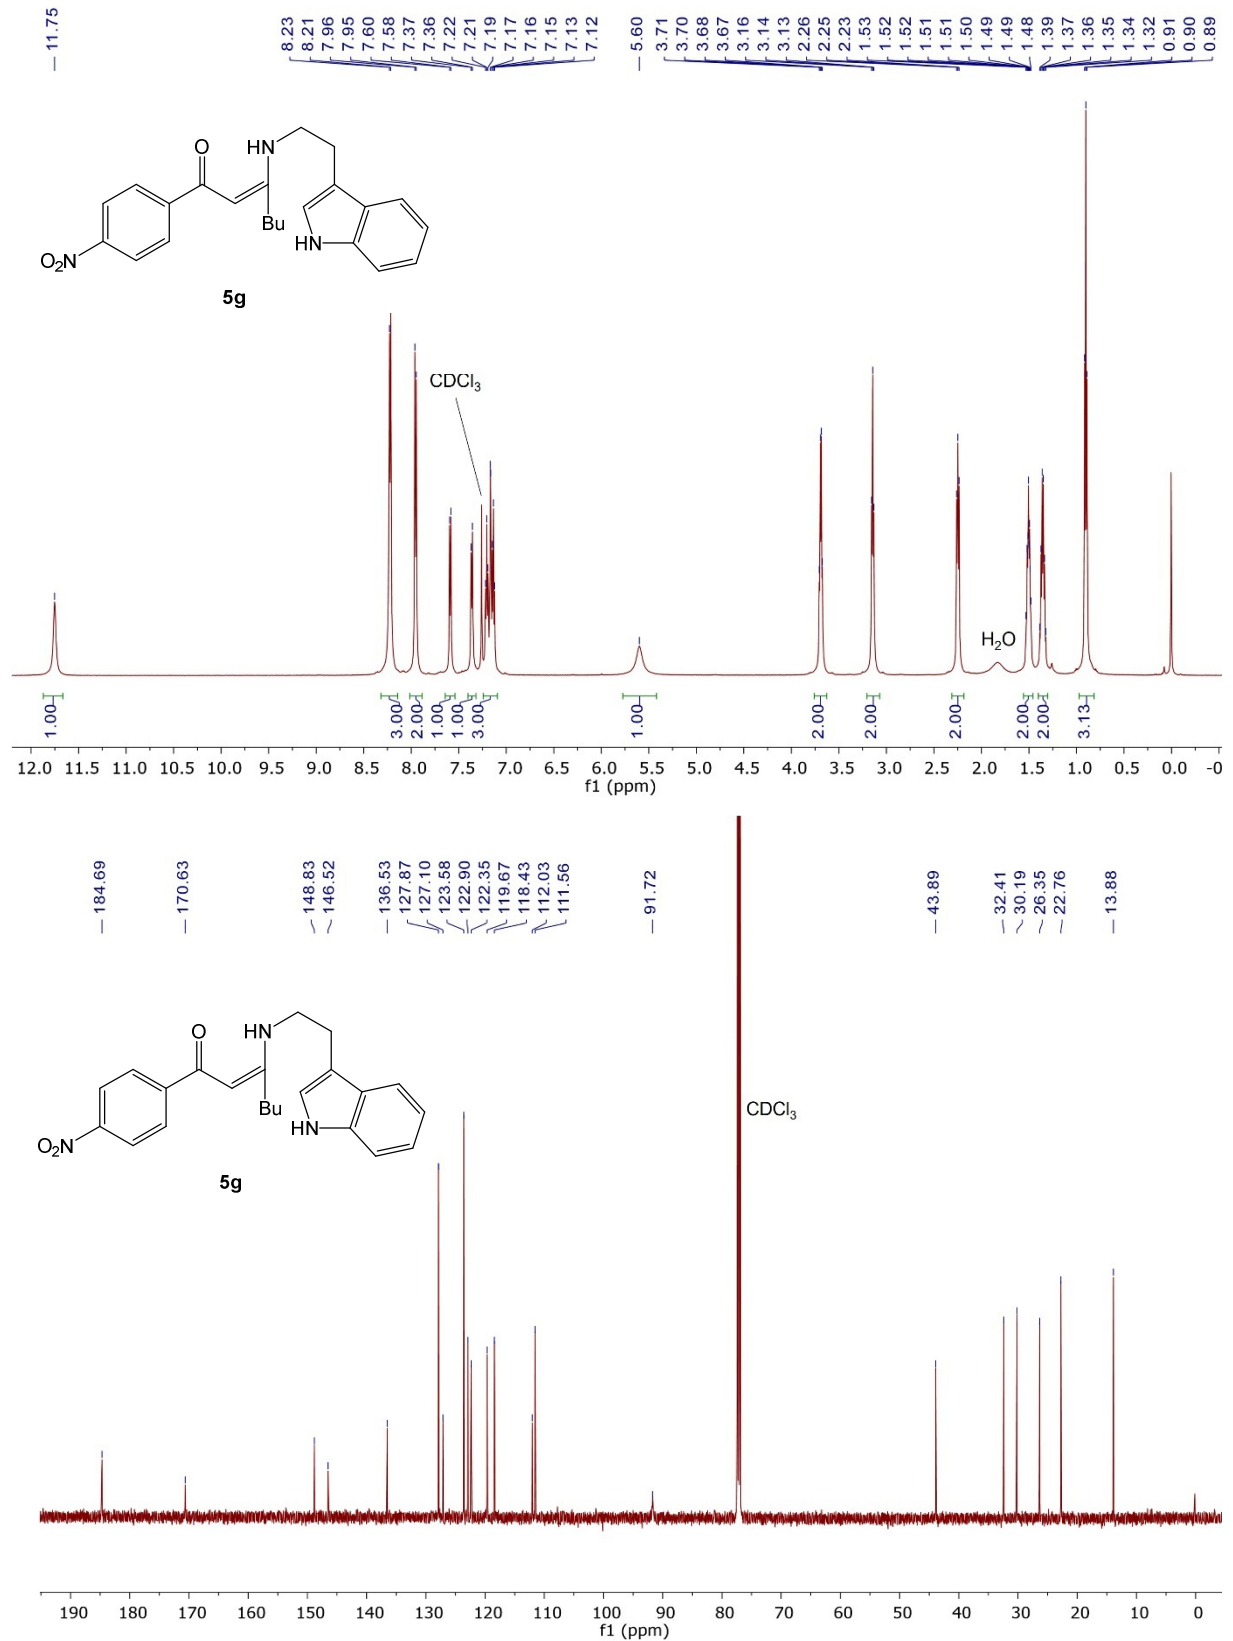 11.75 8.23 8.21 7.96 7.95 7.60 7.58 7.37 7.36 7.22 7.21 7.19 7.17 7.16 7.15 7.13 7.12 5.60 3.71 3.70 3.68 3.67 3.16 3.14 3.13 2.26 2.25 2.23 1.53 1.52 1.52 1.51 1.51 1.50 1.49 1.49 1.48 1.39 1.37 1.36 1.35 1.34 1.32 0.91 0.90 0.89
O HN
Bu
HN
O2N
5g
CDCl3
H2O
1.00 3.00 2.00 1.00 1.00 3.00 1.00 2.00 2.00 2.00 2.00 2.00 3.13
12.0 11.5 11.0 10.5 10.0 9.5 9.0 8.5 8.0 7.5 7.0 6.5 6.0 5.5 5.0 4.5 4.0 3.5 3.0 2.5 2.0 1.5 1.0 0.5 0.0 -0
f1 (ppm)
184.69 170.63 148.83 146.52 136.53 127.87 127.10 123.58 122.90 122.35 119.67 118.43 112.03 111.56 91.72 43.89 32.41 30.19 26.35 22.76 13.88
O HN
Bu
HN
O2N
5g
CDCl3
190 180 170 160 150 140 130 120 110 100 90 80 70 60 50 40 30 20 10 0
f1 (ppm)